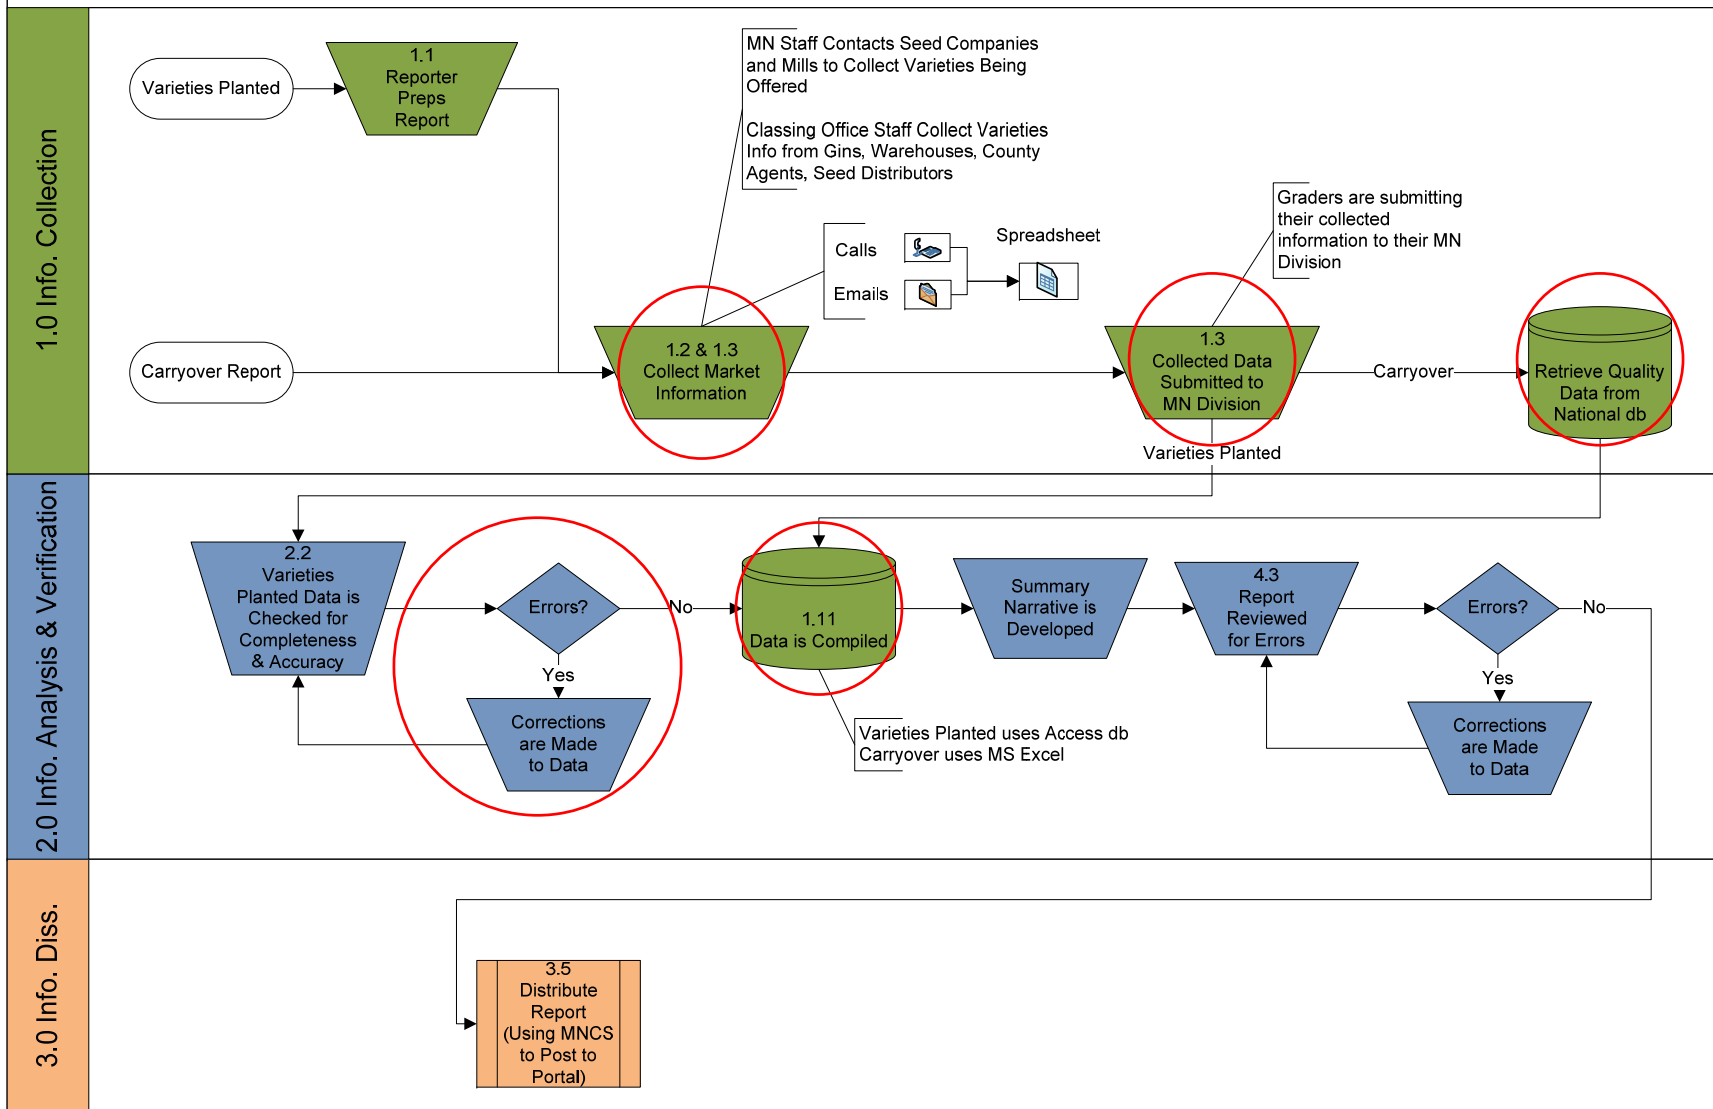 1.0 Info. Collection
Varieties Planted
1.1
Reporter
Preps
Report
MN Staff Contacts Seed Companies
and Mills to Collect Varieties Being
Offered
Classing Office Staff Collect Varieties
Info from Gins, Warehouses, County
Agents, Seed Distributors
Calls
Emails
Spreadsheet
Graders are submitting
their collected
information to their MN
Division
Carryover Report
1.2 & 1.3
Collect Market
Information
1.3
Collected Data
Submitted to
MN Division
Carryover
Retrieve Quality
Data from
National db
Varieties Planted
2.0 Info. Analysis & Verification
2.2
Varieties
Planted Data is
Checked for
Completeness
& Accuracy
Errors?
No
Yes
Corrections
are Made
to Data
1.11
Data is Compiled
Varieties Planted uses Access db
Carryover uses MS Excel
Summary
Narrative is
Developed
4.3
Report
Reviewed
for Errors
Errors?
No
Yes
Corrections
are Made
to Data
3.0 Info. Diss.
3.5
Distribute
Report
(Using MNCS
to Post to
Portal)